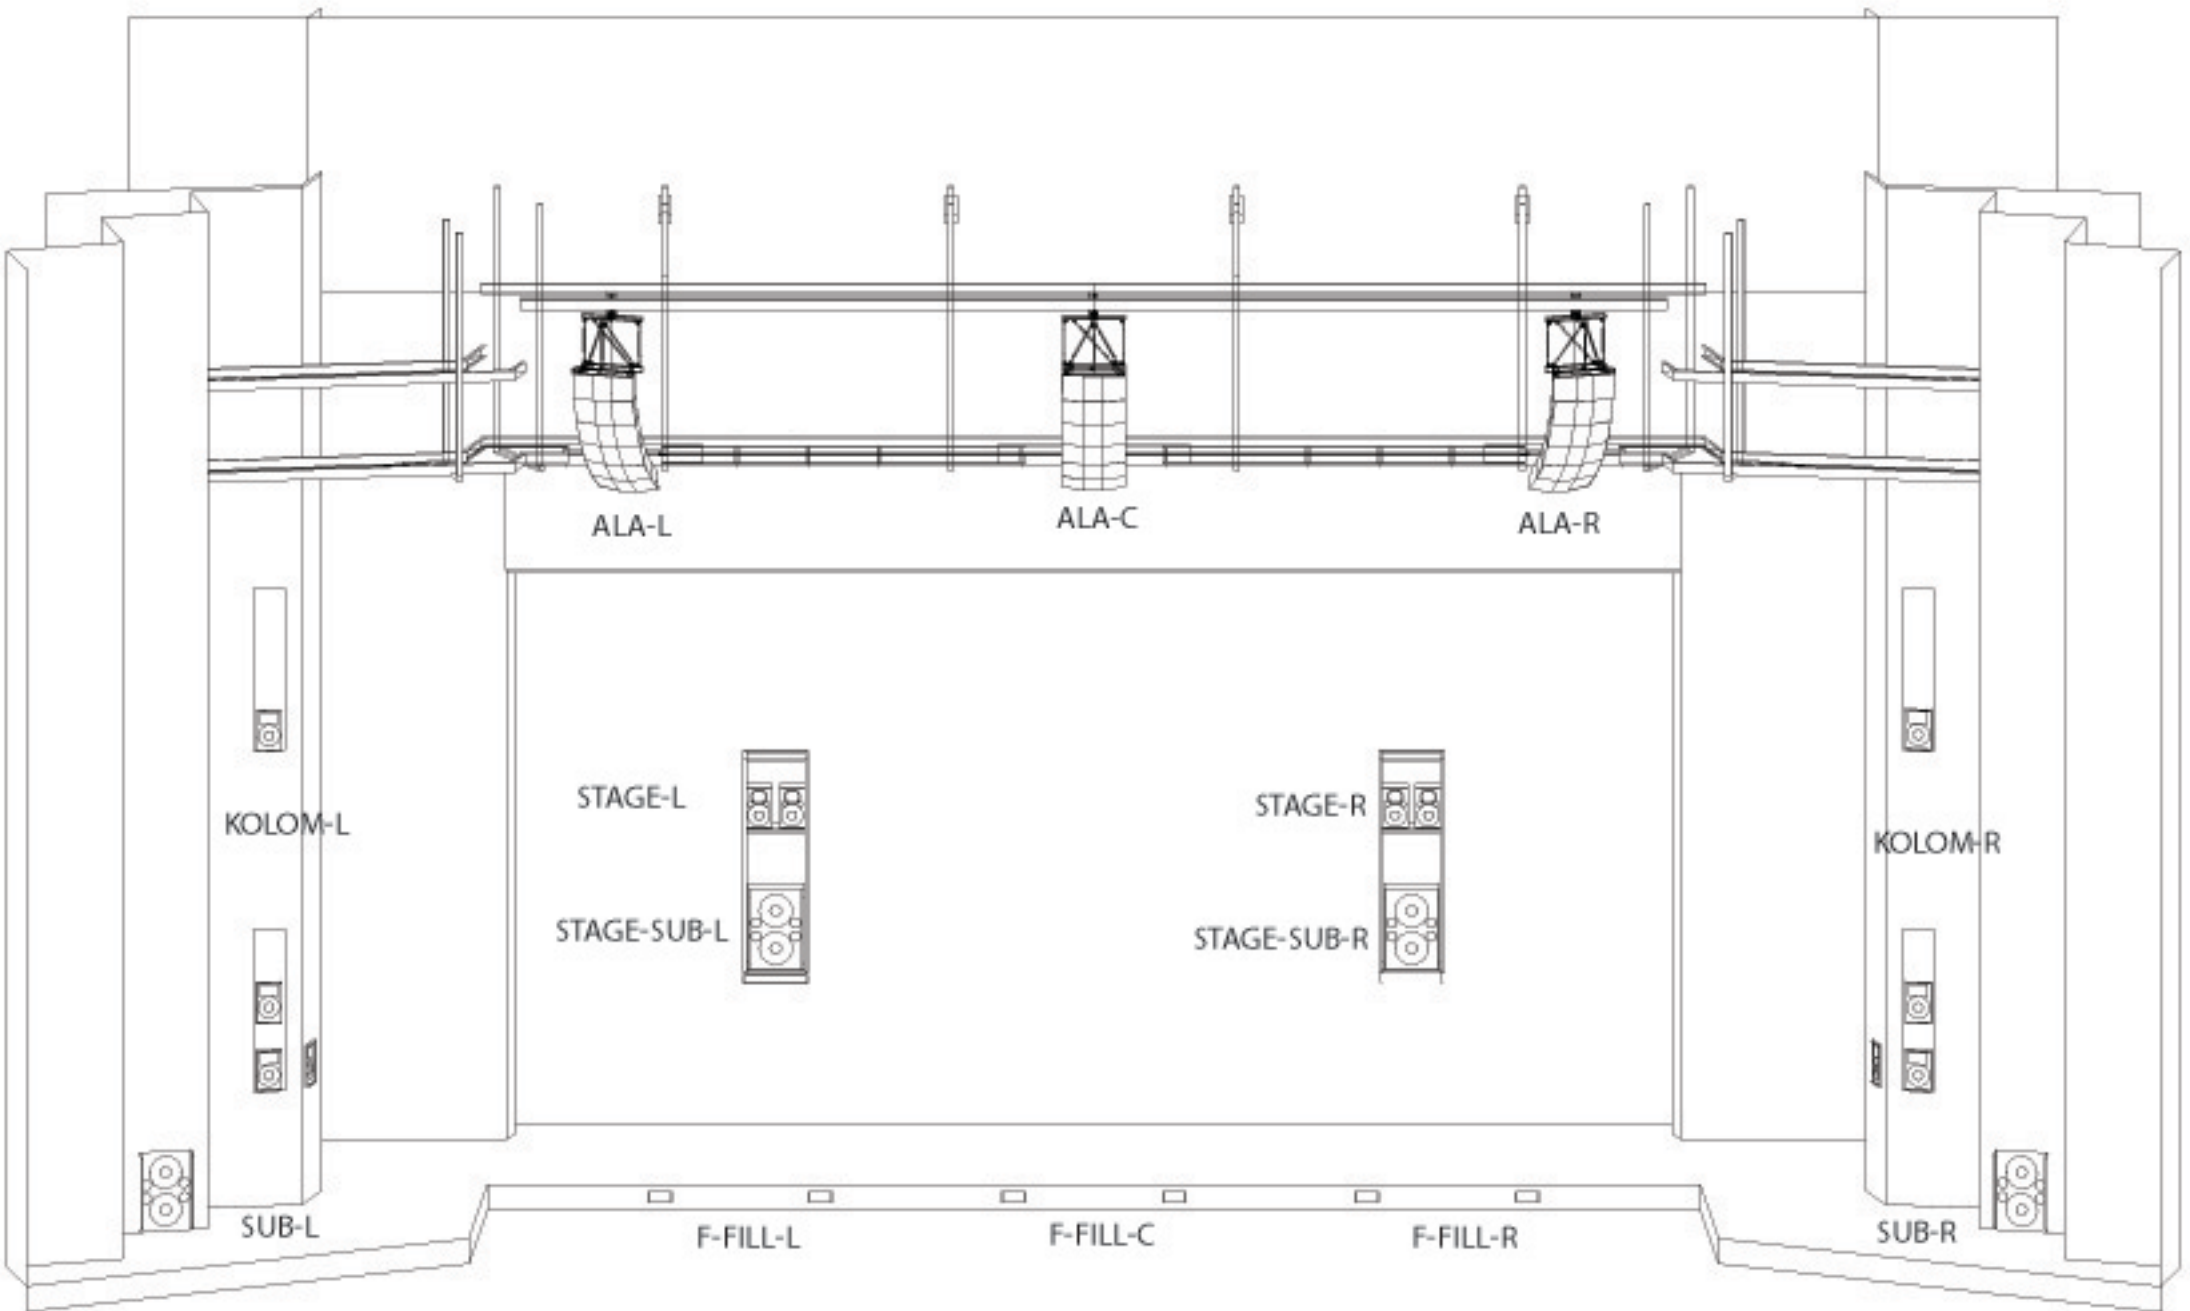 ALA-L
ALA-C
ALA-R
STAGE-L
STAGE-R
KOLOM-L
KOLOM-R
STAGE-SUB-L
STAGE-SUB-R
SUB-L
F-FILL-L
F-FILL-C
F-FILL-R
SUB-R